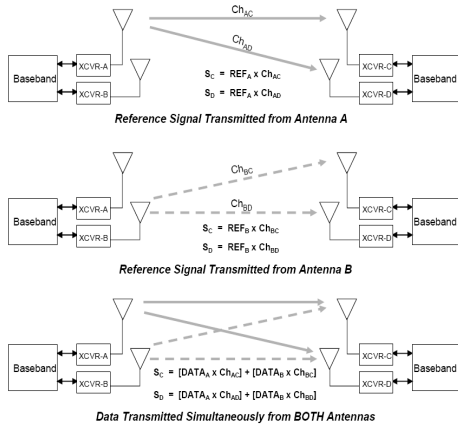 Ch_AC
Ch_AD
XCVR-A
XCVR-B
Baseband
XCVR-C
XCVR-D
Baseband
S_C = REF_A x Ch_AC
S_D = REF_A x Ch_AD
Reference Signal Transmitted from Antenna A
Ch_BC
Ch_BD
XCVR-A
XCVR-B
Baseband
XCVR-C
XCVR-D
Baseband
S_C = REF_B x Ch_BC
S_D = REF_B x Ch_BD
Reference Signal Transmitted from Antenna B
XCVR-A
XCVR-B
Baseband
XCVR-C
XCVR-D
Baseband
S_C = [DATA_A x Ch_AC] + [DATA_B x Ch_BC]
S_D = [DATA_A x Ch_AD] + [DATA_B x Ch_BD]
Data Transmitted Simultaneously from BOTH Antennas